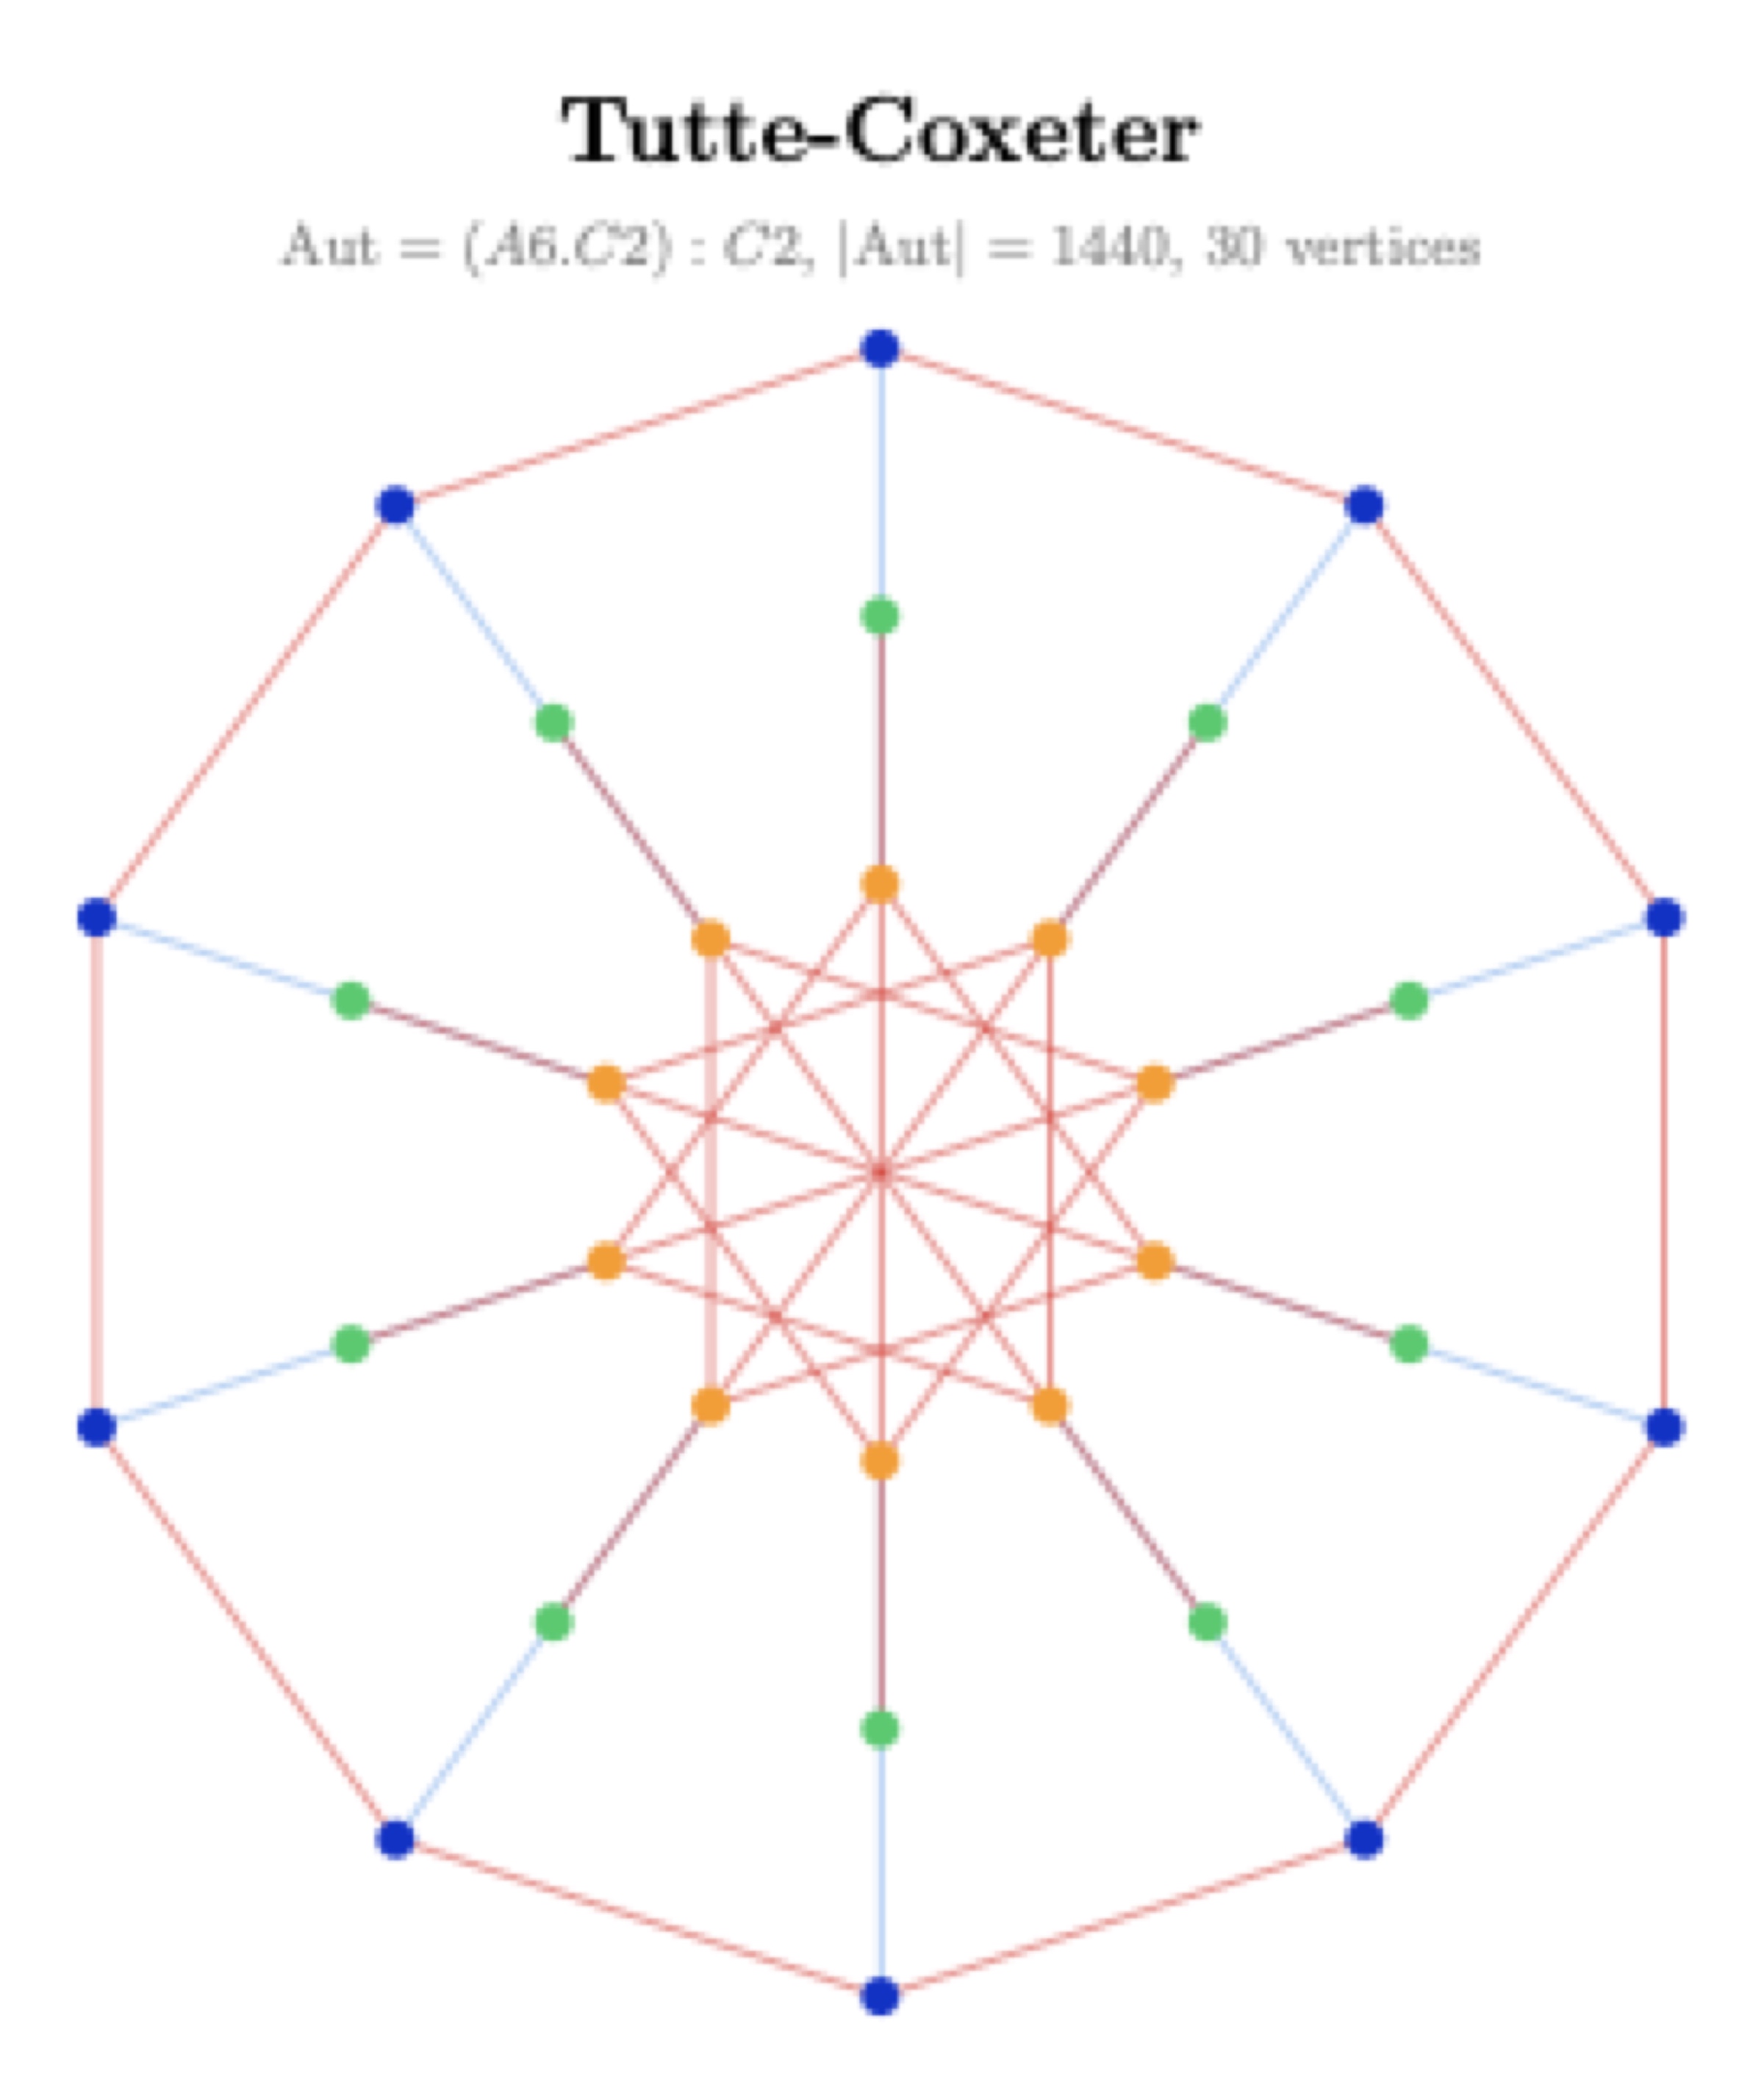 Tutte-Coxeter
Aut = (A6.C2) : C2, |Aut| = 1440, 30 vertices